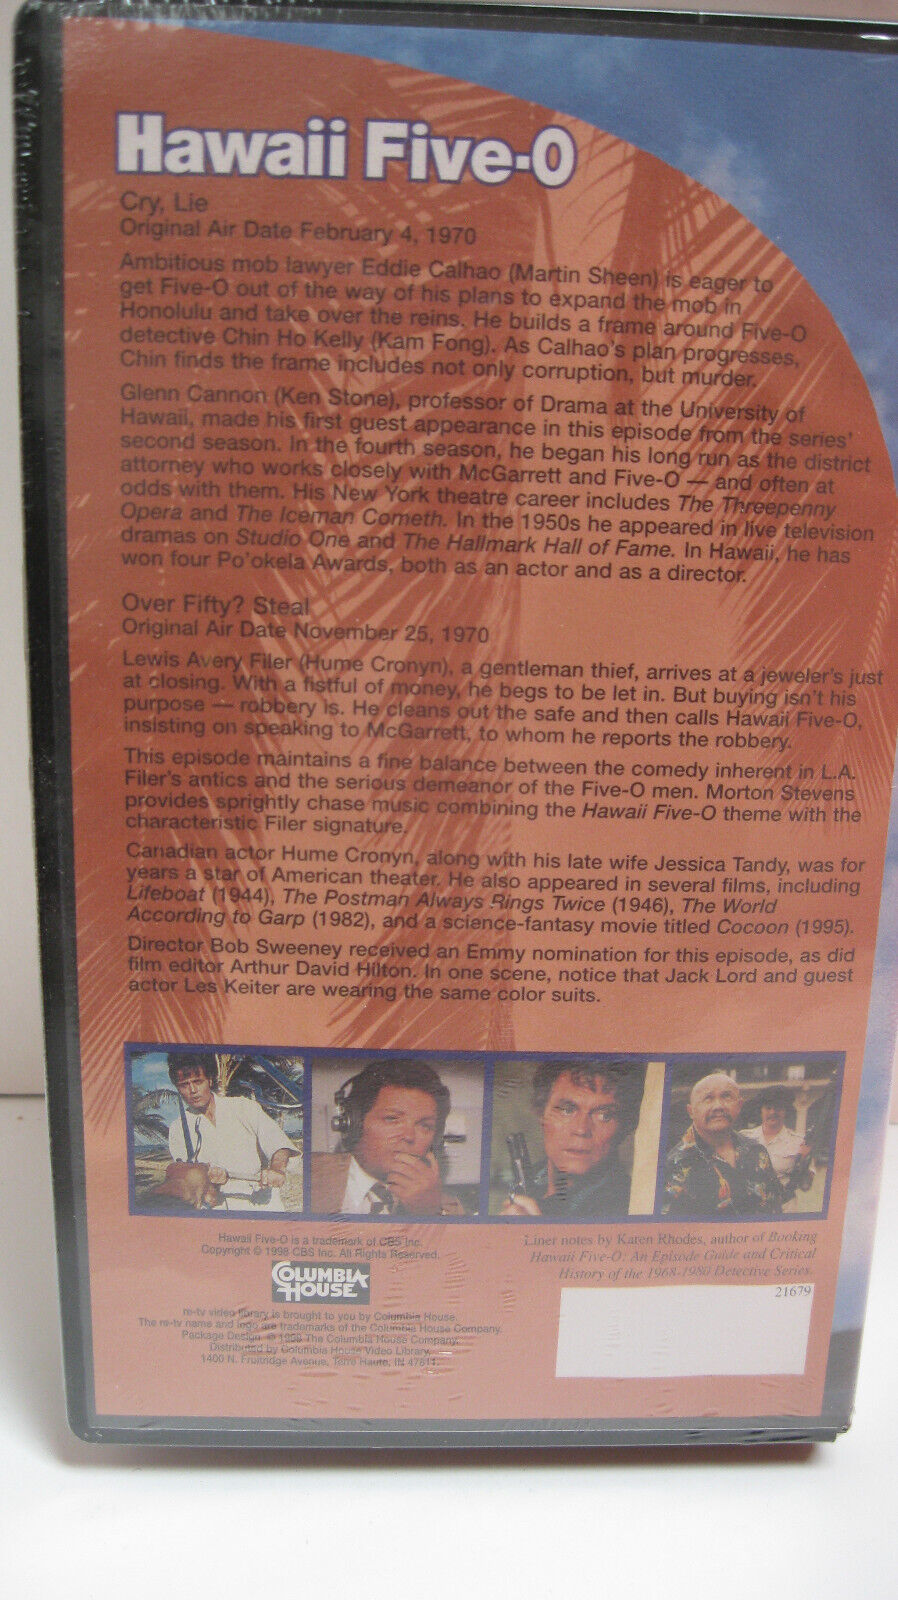 Hawaii Five-O
Cry, Lie
Original Air Date February 4, 1970
Ambitious mob lawyer Eddie Calhao (Martin Sheen) is eager to
get Five-O out of the way of his plans to expand the mob in
Honolulu and take over the reins. He builds a frame around Five-O
detective Chin Ho Kelly (Kam Fong). As Calhao's plan progresses,
Chin finds the frame includes not only corruption, but murder.
Glenn Cannon (Ken Stone), professor of Drama at the University of
Hawaii, made his first guest appearance in this episode from the series'
second season. In the fourth season, he began his long run as the district
attorney who works closely with McGarrett and Five-O — and often at
odds with them. His New York theatre career includes The Threepenny
Opera and The Iceman Cometh. In the 1950s he appeared in live television
dramas on Studio One and The Hallmark Hall of Fame. In Hawaii, he has
won four Po'okela Awards, both as an actor and as a director.
Over Fifty? Steal
Original Air Date November 25, 1970
Lewis Avery Filer (Hume Cronyn), a gentleman thief, arrives at a jeweler's just
at closing. With a fistful of money, he begs to be let in. But buying isn't his
purpose — robbery is. He cleans out the safe and then calls Hawaii Five-O,
insisting on speaking to McGarrett, to whom he reports the robbery.
This episode maintains a fine balance between the comedy inherent in L.A.
Filer's antics and the serious demeanor of the Five-O men. Morton Stevens
provides sprightly chase music combining the Hawaii Five-O theme with the
characteristic Filer signature.
Canadian actor Hume Cronyn, along with his late wife Jessica Tandy, was for
years a star of American theater. He also appeared in several films, including
Lifeboat (1944), The Postman Always Rings Twice (1946), The World
According to Garp (1982), and a science-fantasy movie titled Cocoon (1995).
Director Bob Sweeney received an Emmy nomination for this episode, as did
film editor Arthur David Hilton. In one scene, notice that Jack Lord and guest
actor Les Keiter are wearing the same color suits.
Hawaii Five-O is a trademark of CBS Inc.
Copyright © 1998 CBS Inc. All Rights Reserved.
COLUMBIA
HOUSE
re-tv video library is brought to you by Columbia House.
The re-tv name and logo are trademarks of the Columbia House Company.
Package Design © 1998 The Columbia House Company.
Distributed by Columbia House Video Library,
1400 N. Fruitridge Avenue, Terre Haute, IN 47811.
Liner notes by Karen Rhodes, author of Booking
Hawaii Five-O: An Episode Guide and Critical
History of the 1968-1980 Detective Series.
21679